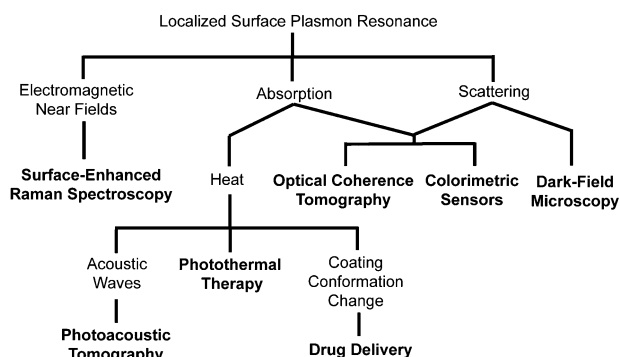 Localized Surface Plasmon Resonance
Electromagnetic
Near Fields
Absorption
Scattering
Surface-Enhanced
Raman Spectroscopy
Heat
Optical Coherence
Tomography
Colorimetric
Sensors
Dark-Field
Microscopy
Acoustic
Waves
Photothermal
Therapy
Coating
Conformation
Change
Photoacoustic
Tomography
Drug Delivery